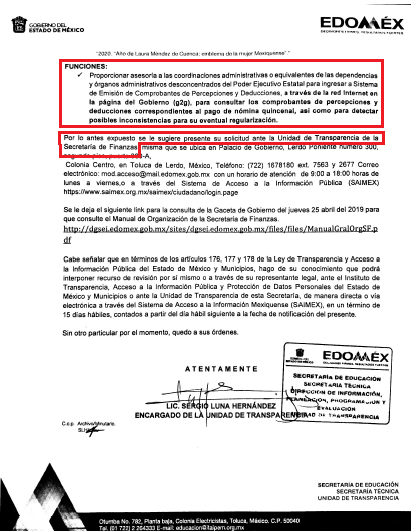 GOBIERNO DEL
ESTADO DE MÉXICO
EDOMÉX
"2020. "Año de Laura Méndez de Cuenca; emblema de la mujer Mexiquense"."
FUNCIONES:
✓ Proporcionar asesoría a las coordinaciones administrativas o equivalentes de las dependencias
y órganos administrativos desconcentrados del Poder Ejecutivo Estatal para ingresar a Sistema
de Emisión de Comprobantes de Percepciones y Deducciones, a través de la red Internet en
la página del Gobierno (g2g), para consultar los comprobantes de percepciones y
deducciones correspondientes al pago de nómina quincenal, así como para detectar
posibles inconsistencias para su eventual regularización.
Por lo antes expuesto se le sugiere presente su solicitud ante la Unidad de Transparencia de la
Secretaría de Finanzas, misma que se ubica en Palacio de Gobierno, Lerdo Poniente número 300,
Colonia Centro, en Toluca de Lerdo, México, Teléfono: (722) 1678180 ext. 7563 y 2677 Correo
electrónico: mod.acceso@mail.edomex.gob.mx con un horario de atención de 9:00 a 18:00 horas de
lunes a viernes,o a través del Sistema de Acceso a la Información Pública (SAIMEX)
https://www.saimex.org.mx/saimex/ciudadano/login.page
Se le deja el siguiente link para la consulta de la Gaceta de Gobierno del jueves 25 abril del 2019 para
que consulte el Manual de Organización de la Secretaría de Finanzas.
http://dgsei.edomex.gob.mx/sites/dgsei.edomex.gob.mx/files/files/ManualGralOrgSF.p
df
Cabe señalar que en términos de los artículos 176, 177 y 178 de la Ley de Transparencia y Acceso a
la Información Pública del Estado de México y Municipios, hago de su conocimiento que podrá
interponer recurso de revisión por sí mismo o a través de su representante legal, ante el Instituto de
Transparencia, Acceso a la Información Pública y Protección de Datos Personales del Estado de
México y Municipios o ante la Unidad de Transparencia de esta Secretaría, de manera directa o vía
electrónica a través del Sistema de Acceso a la Información Mexiquense (SAIMEX), en un término de
15 días hábiles, contados a partir del día hábil siguiente a la fecha de notificación del presente.
Sin otro particular por el momento, quedo a sus órdenes.
ATENTAMENTE
LIC. SERGIO LUNA HERNÁNDEZ
ENCARGADO DE LA UNIDAD DE TRANSPARENCIA
EDOMÉX
SECRETARÍA DE EDUCACIÓN
SECRETARÍA TÉCNICA
DIRECCIÓN DE INFORMACIÓN,
PLANEACIÓN, PROGRAMACIÓN Y
EVALUACIÓN
DE TRANSPARENCIA
C.c.p. Archivo/Minutario.
SECRETARÍA DE EDUCACIÓN
SECRETARÍA TÉCNICA
UNIDAD DE TRANSPARENCIA
Otumba No. 782, Planta baja, Colonia Electricistas, Toluca, México, C.P. 50040
educacion@itaipem.org.mx